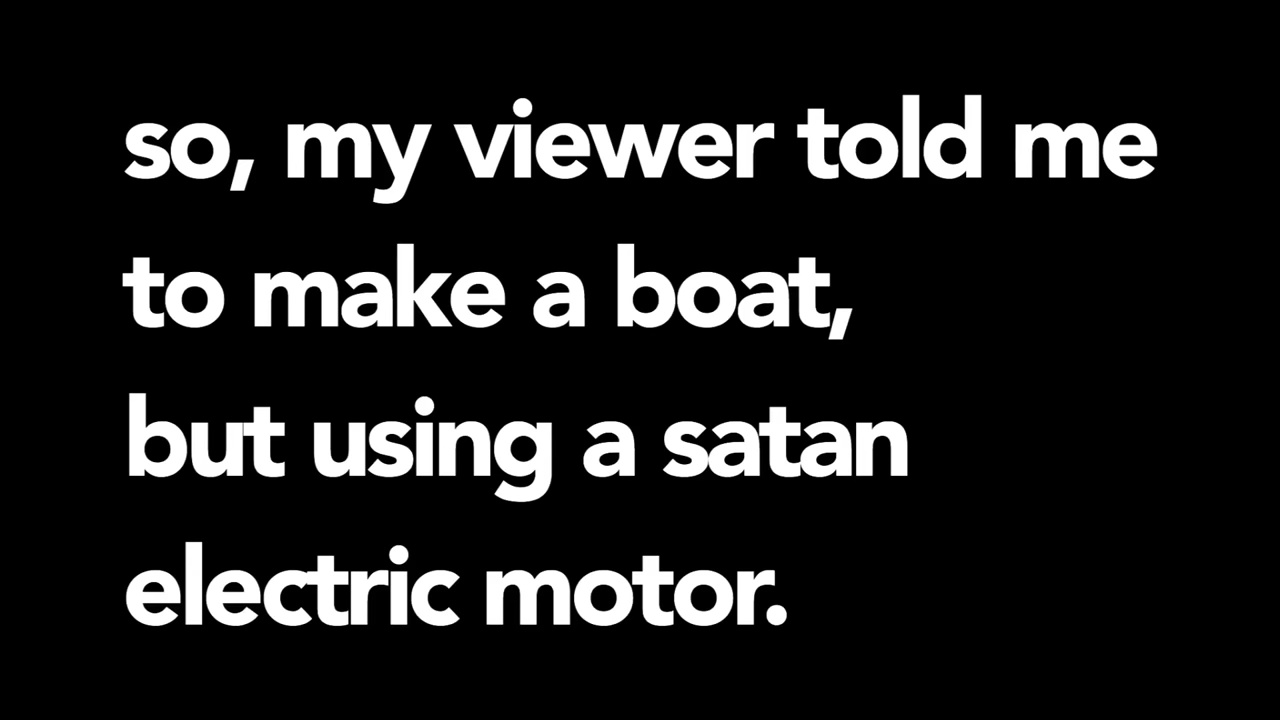 so, my viewer told me
to make a boat,
but using a satan
electric motor.